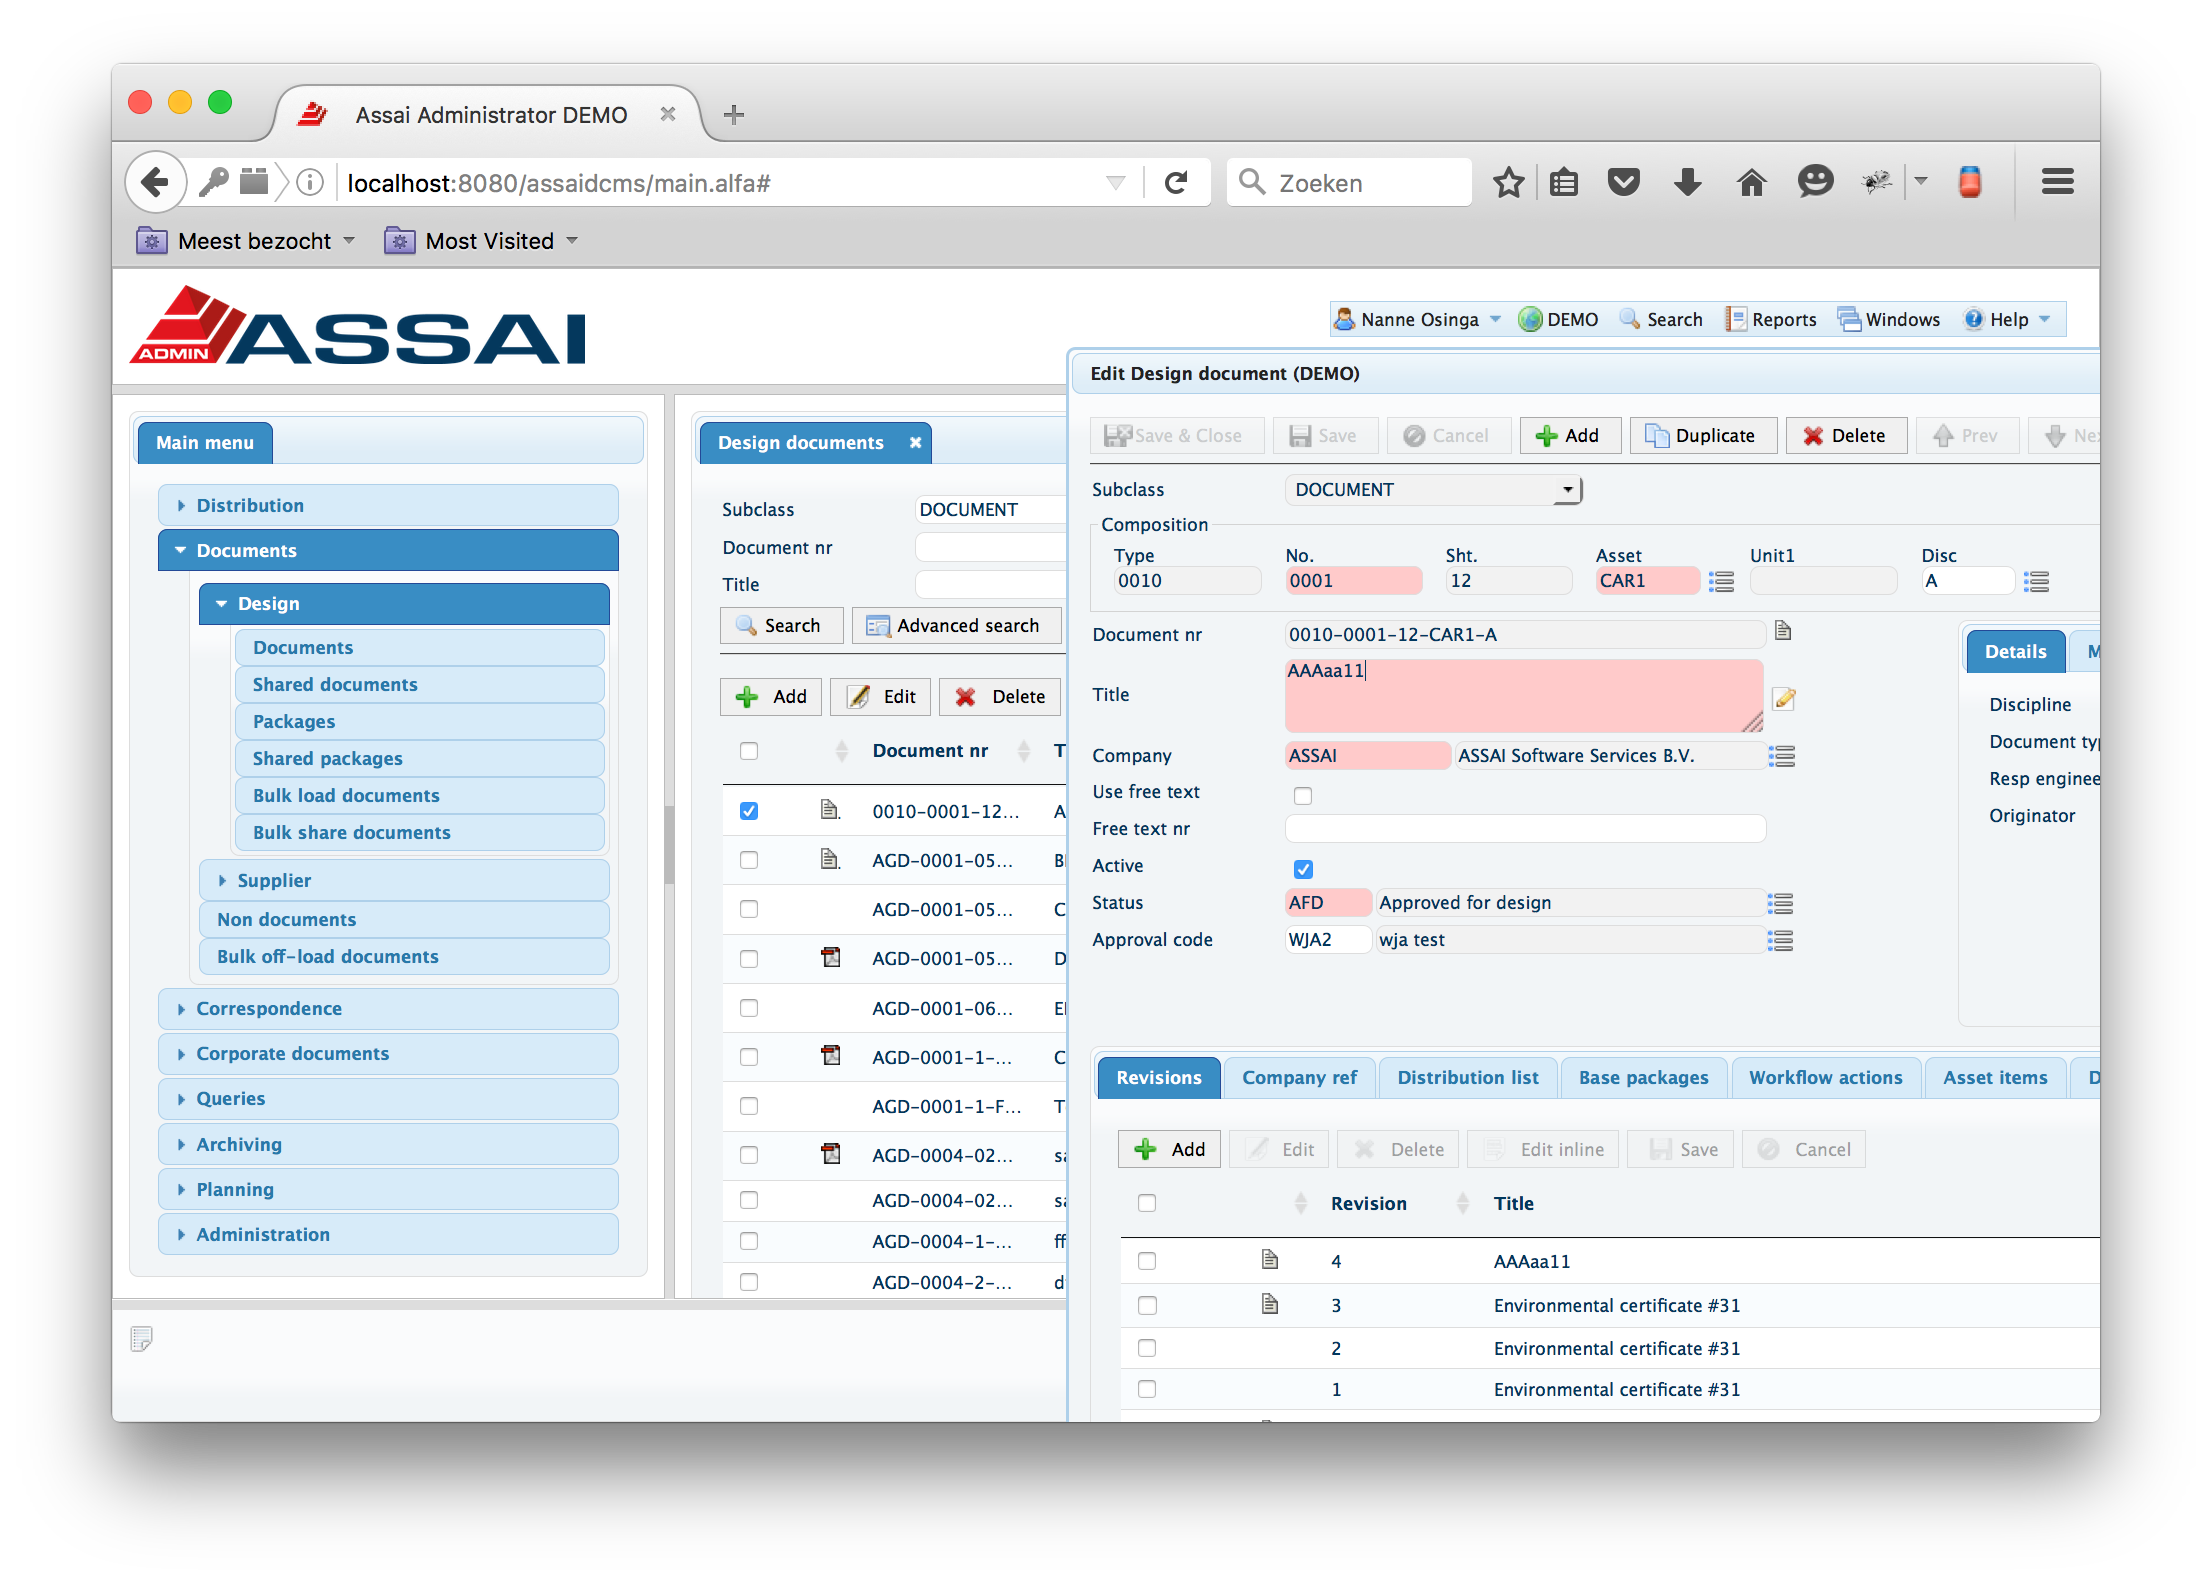 Assai Administrator DEMO
localhost:8080/assaidcms/main.alfa#
Zoeken
Meest bezocht
Most Visited
ADMIN
ASSAI
Nanne Osinga
DEMO
Search
Reports
Windows
Help
Main menu
Distribution
Documents
Design
Documents
Shared documents
Packages
Shared packages
Bulk load documents
Bulk share documents
Supplier
Non documents
Bulk off-load documents
Correspondence
Corporate documents
Queries
Archiving
Planning
Administration
Design documents
Subclass DOCUMENT
Document nr
Title
Search Advanced search
Add Edit Delete
Document nr T
0010-0001-12... A
AGD-0001-05...
AGD-0001-05... C
AGD-0001-05... D
AGD-0001-06...
AGD-0001-1-... C
AGD-0001-1-F... T
AGD-0004-02... sa
AGD-0004-02... sa
AGD-0004-1-... ff
AGD-0004-2-... d
Edit Design document (DEMO)
Save & Close Save Cancel Add Duplicate Delete Prev Nex
Subclass DOCUMENT
Composition
Type No. Sht. Asset Unit1 Disc
0010 0001 12 CAR1 A
Document nr 0010-0001-12-CAR1-A
Title AAAaa11
Company ASSAI ASSAI Software Services B.V.
Use free text
Free text nr
Active
Status AFD Approved for design
Approval code WJA2 wja test
Details M
Discipline
Document typ
Resp enginee
Originator
Revisions Company ref Distribution list Base packages Workflow actions Asset items D
Add Edit Delete Edit inline Save Cancel
Revision Title
4 AAAaa11
3 Environmental certificate #31
2 Environmental certificate #31
1 Environmental certificate #31